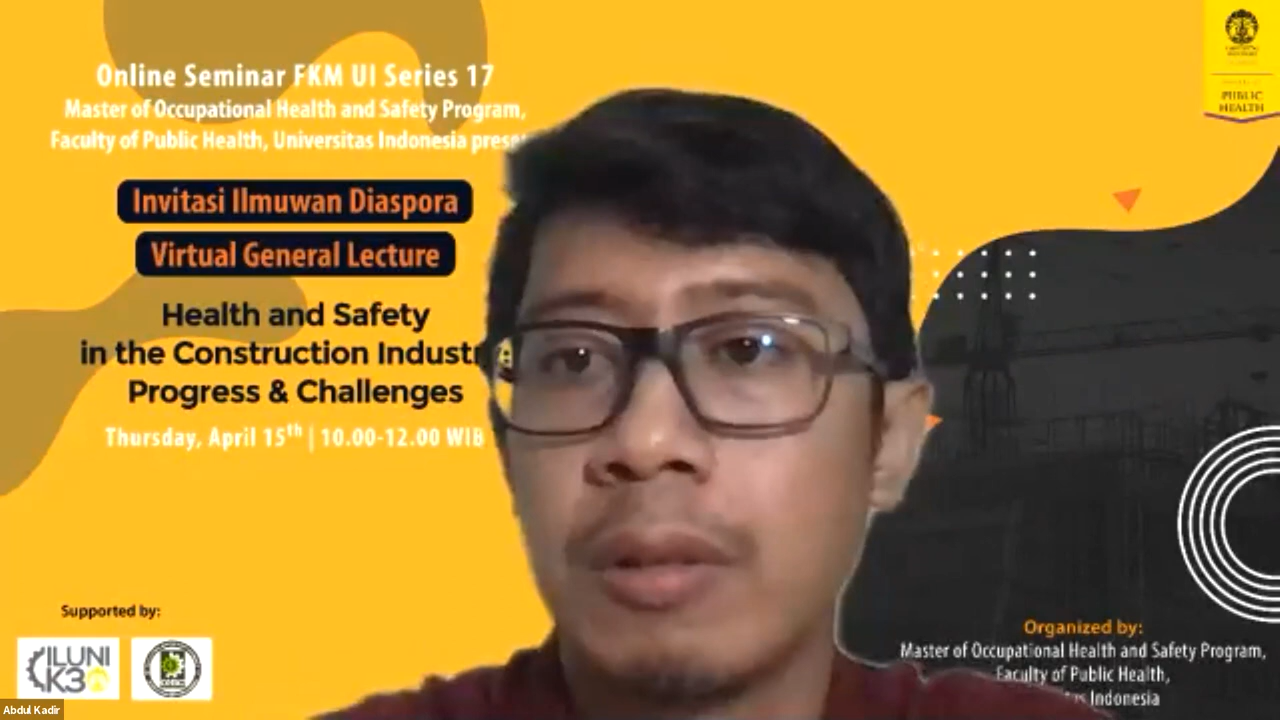 Online Seminar FKM UI Series 17
Master of Occupational Health and Safety Program,
Faculty of Public Health, Universitas Indonesia
Invitasi Ilmuwan Diaspora
Virtual General Lecture
Health and Safety
in the Construction Industr
Progress & Challenges
Thursday, April 15th | 10.00-12.00 WIB
PUBLIC
HEALTH
Supported by:
ILUNI
K3
Organized by:
Master of Occupational Health and Safety Program,
Faculty of Public Health,
Indonesia
Abdul Kadir